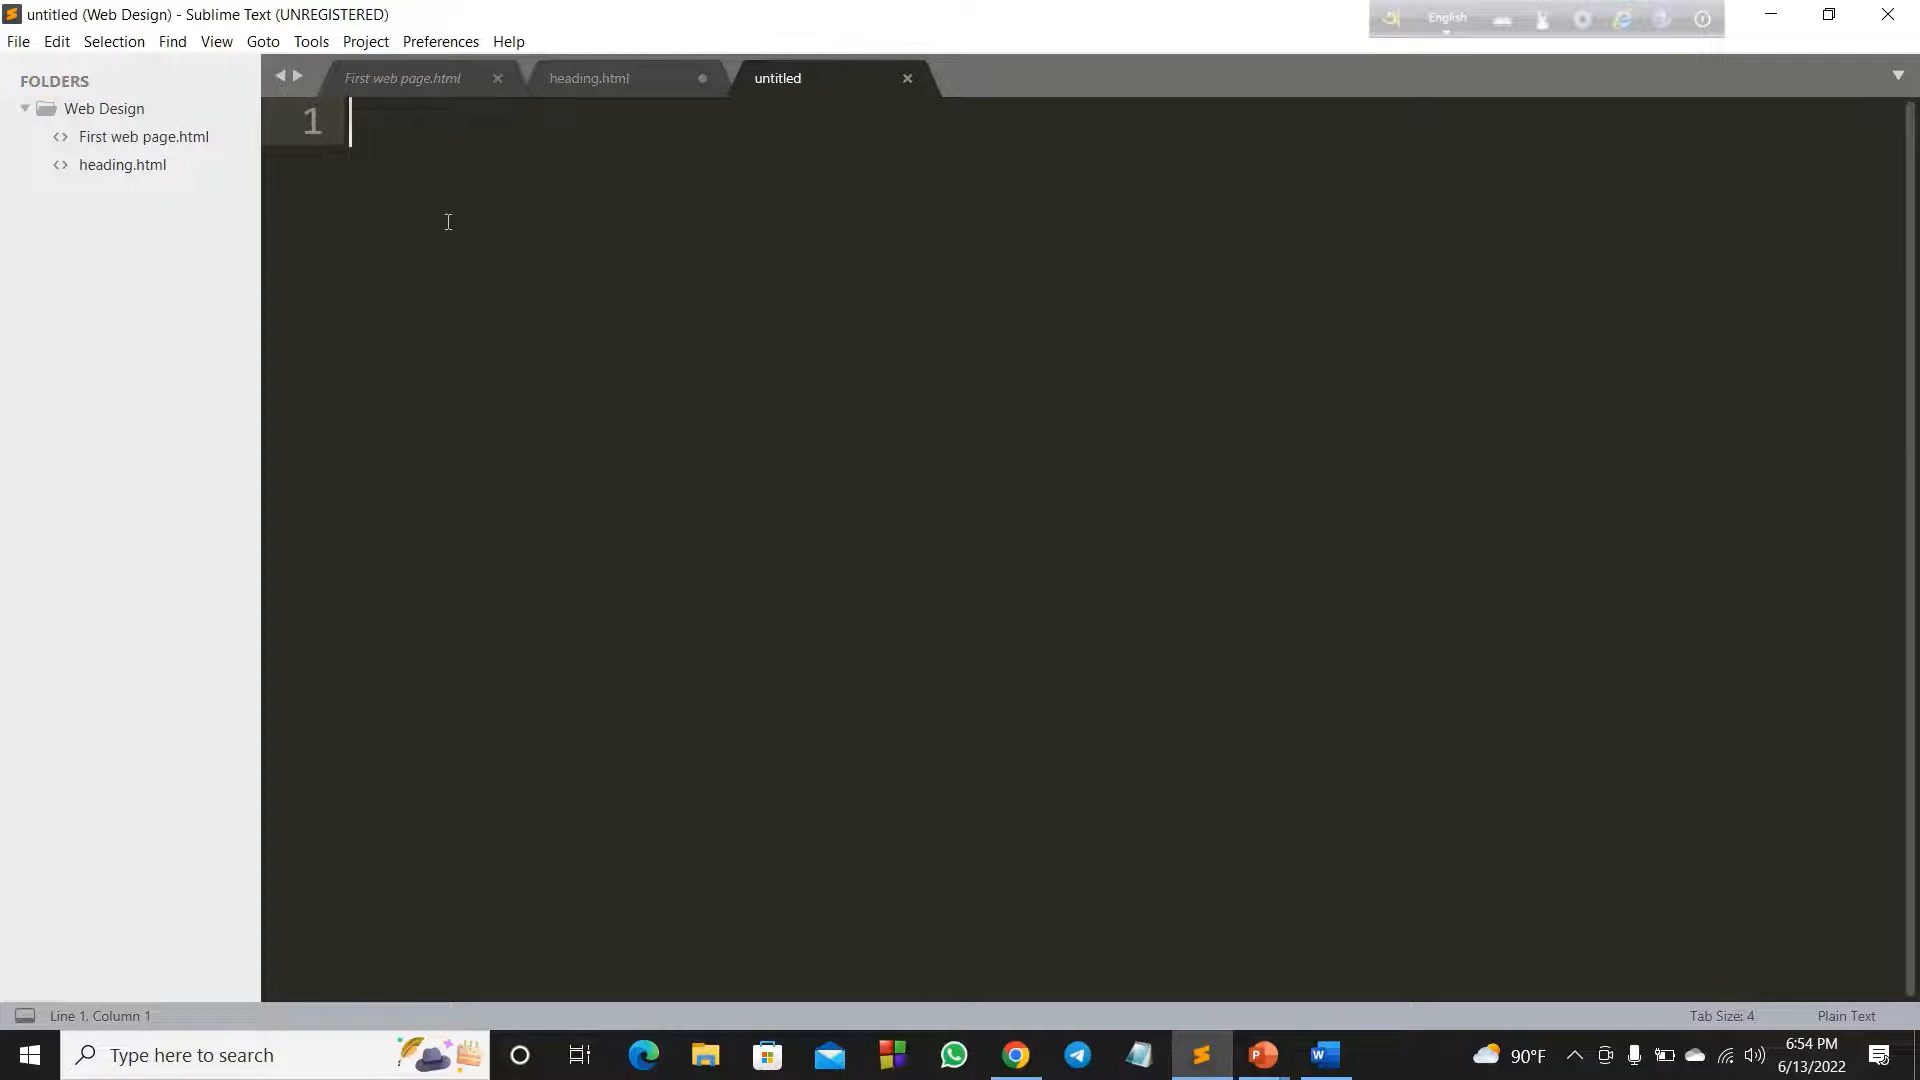 untitled (Web Design) - Sublime Text (UNREGISTERED)
English
File Edit Selection Find View Goto Tools Project Preferences Help
FOLDERS
Web Design
First web page.html
heading.html
First web page.html
heading.html
untitled
1
Line 1, Column 1
Tab Size: 4
Plain Text
Type here to search
90°F
6:54 PM
6/13/2022